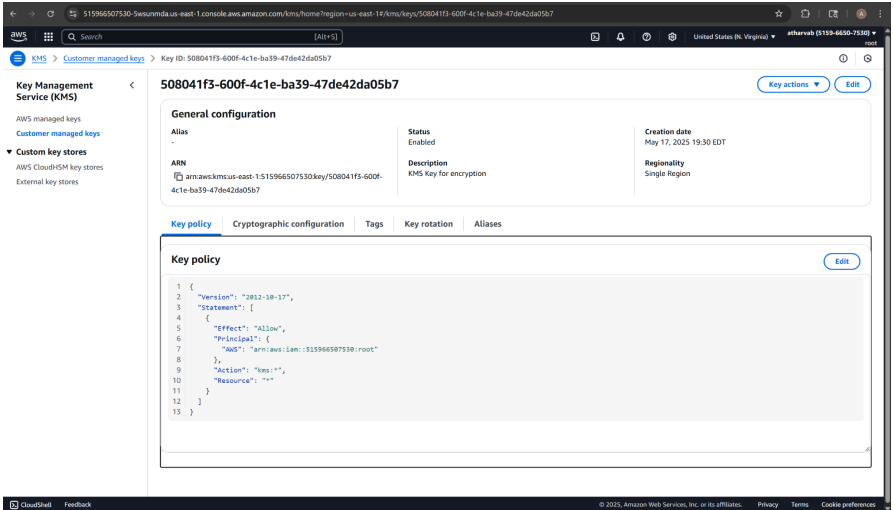 515966507530-5wsunmda.us-east-1.console.aws.amazon.com/kms/home?region=us-east-1#/kms/keys/508041f3-600f-4c1e-ba39-47de42da05b7
A
aws
Search [Alt+S]
United States (N. Virginia) ▼
atharvab (5159-6650-7530) ▼
root
KMS > Customer managed keys > Key ID: 508041f3-600f-4c1e-ba39-47de42da05b7
Key Management Service (KMS)
AWS managed keys
Customer managed keys
▼ Custom key stores
AWS CloudHSM key stores
External key stores
508041f3-600f-4c1e-ba39-47de42da05b7
Key actions ▼
Edit
General configuration
Alias
-
ARN
arn:aws:kms:us-east-1:515966507530:key/508041f3-600f-
4c1e-ba39-47de42da05b7
Status
Enabled
Description
KMS Key for encryption
Creation date
May 17, 2025 19:30 EDT
Regionality
Single Region
Key policy
Cryptographic configuration
Tags
Key rotation
Aliases
Key policy
Edit
1 {
2 "Version": "2012-10-17",
3 "Statement": [
4 {
5 "Effect": "Allow",
6 "Principal": {
7 "AWS": "arn:aws:iam::515966507530:root"
8 },
9 "Action": "kms:*",
10 "Resource": "*"
11 }
12 ]
13 }
CloudShell Feedback
© 2025, Amazon Web Services, Inc. or its affiliates. Privacy Terms Cookie preferences